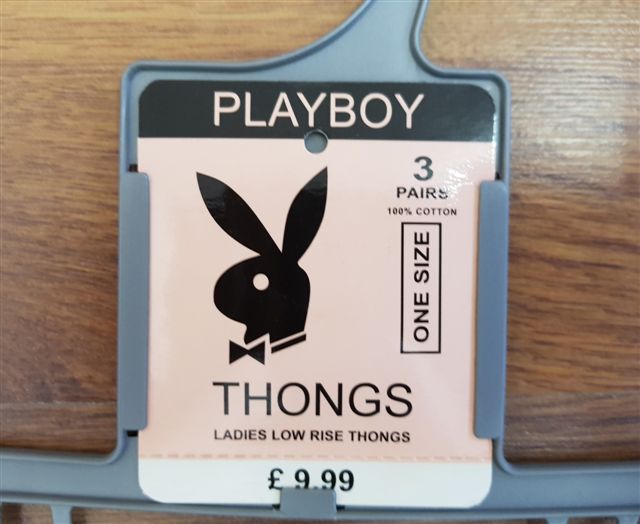 PLAYBOY
3
PAIRS
100% COTTON
ONE SIZE
THONGS
LADIES LOW RISE THONGS
£ 9.99